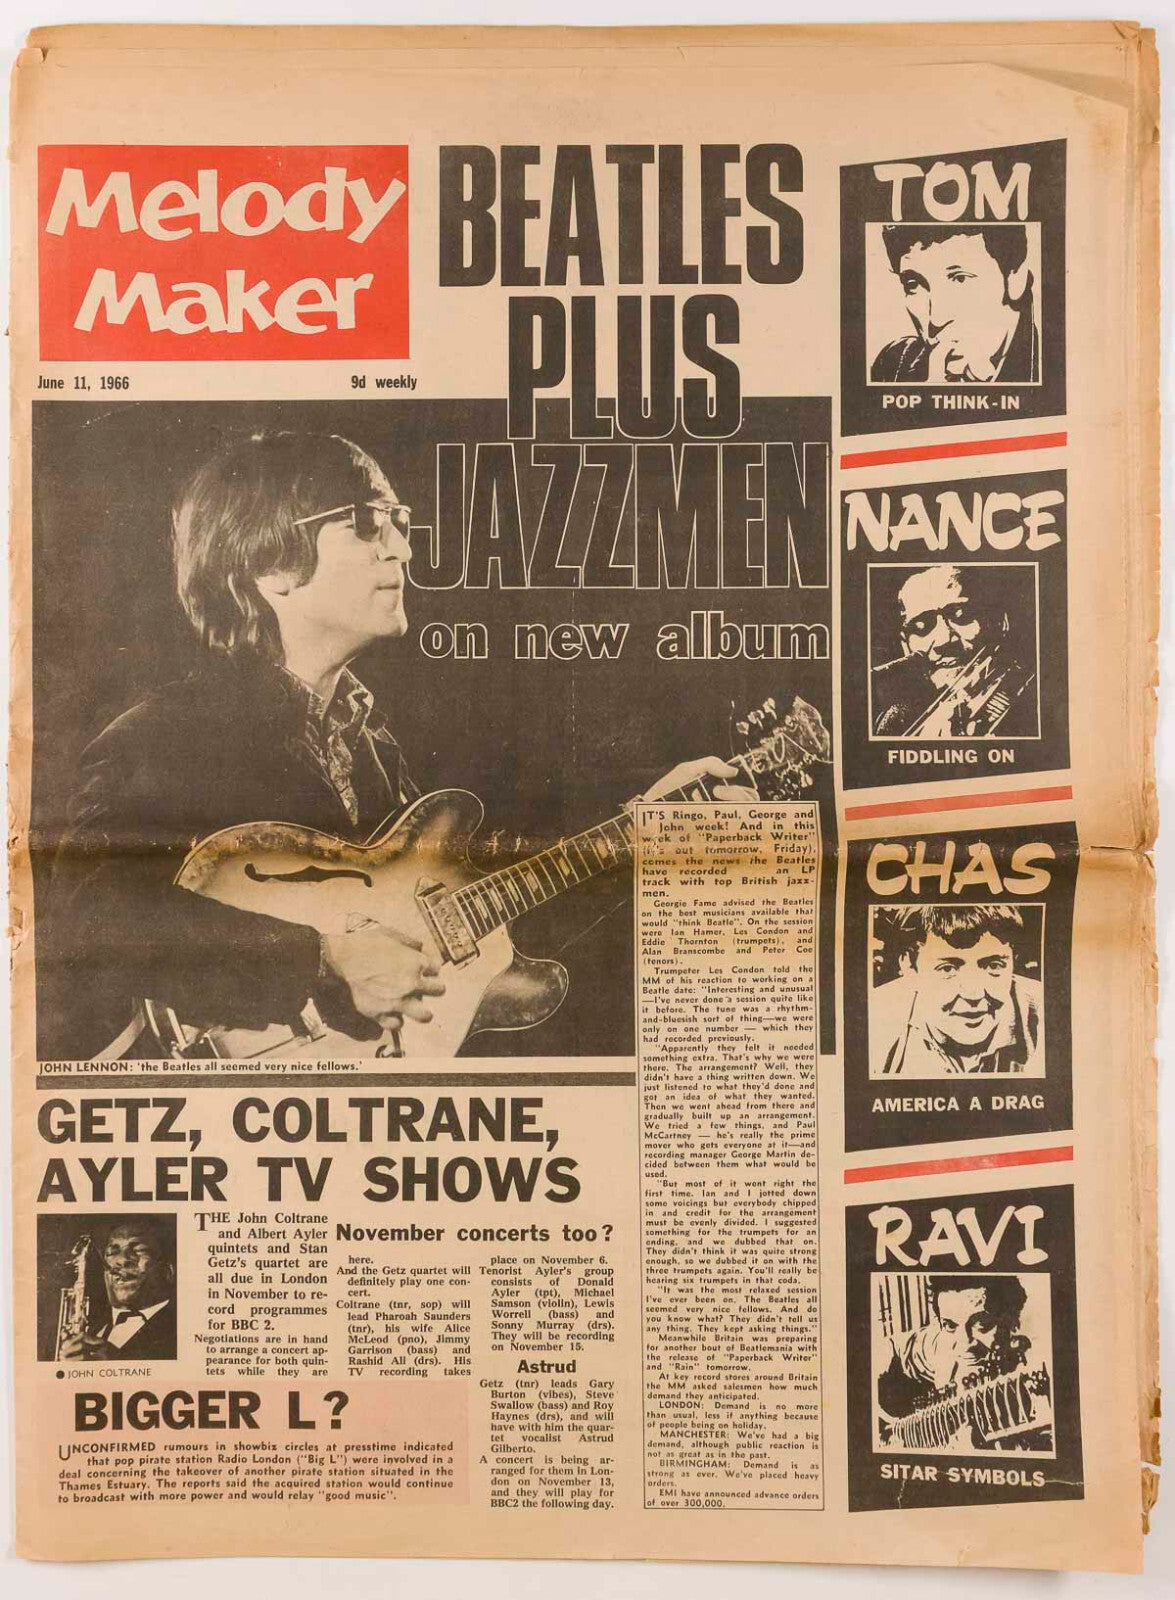 Melody
Maker
June 11, 1966
9d weekly
BEATLES
PLUS
JAZZMEN
on new album
JOHN LENNON: 'the Beatles all seemed very nice fellows.'
IT'S Ringo, Paul, George and
John week! And in this
week of "Paperback Writer"
(it's out tomorrow, Friday),
comes the news the Beatles
have recorded an LP
track with top British jazz-
men.
Georgie Fame advised the Beatles
on the best musicians available that
would "think Beatle". On the session
were Ian Hamer, Les Condon and
Eddie Thornton (trumpets), and
Alan Branscombe and Peter Coe
(tenors).
Trumpeter Les Condon told the
MM of his reaction to working on a
Beatle date: "Interesting and unusual
—I've never done a session quite like
it before. The tune was a rhythm-
and-bluesish sort of thing—we were
only on one number — which they
had recorded previously.
"Apparently they felt it needed
something extra. That's why we were
there. The arrangement? Well, they
didn't have a thing written down. We
just listened to what they'd done and
got an idea of what they wanted.
Then we went ahead from there and
gradually built up an arrangement.
We tried a few things, and Paul
McCartney — he's really the prime
mover who gets everyone at it—and
recording manager George Martin de-
cided between them what would be
used.
"But most of it went right the
first time. Ian and I jotted down
some voicings but everybody chipped
in and credit for the arrangement
must be evenly divided. I suggested
something for the trumpets for an
ending, and we dubbed that on.
They didn't think it was quite strong
enough, so we dubbed it on with the
three trumpets again. You'll really be
hearing six trumpets in that coda.
"It was the most relaxed session
I've ever been on. The Beatles all
seemed very nice fellows. And do
you know what? They didn't tell us
any thing. They kept asking things."
Meanwhile Britain was preparing
for another bout of Beatlemania with
the release of "Paperback Writer"
and "Rain" tomorrow.
At key record stores around Britain
the MM asked salesmen how much
demand they anticipated.
LONDON: Demand is no more
than usual, less if anything because
of people being on holiday.
MANCHESTER: We've had a big
demand, although public reaction is
not as great as in the past.
BIRMINGHAM: Demand is as
strong as ever. We've placed heavy
orders.
EMI have announced advance orders
of over 300,000.
GETZ, COLTRANE,
AYLER TV SHOWS
JOHN COLTRANE
THE John Coltrane
and Albert Ayler
quintets and Stan
Getz's quartet are
all due in London
in November to re-
cord programmes
for BBC 2.
Negotiations are in hand
to arrange a concert ap-
pearance for both quin-
tets while they are
November concerts too?
here.
And the Getz quartet will
definitely play one con-
cert.
Coltrane (tnr, sop) will
lead Pharoah Saunders
(tnr), his wife Alice
McLeod (pno), Jimmy
Garrison (bass) and
Rashid Ali (drs). His
TV recording takes
place on November 6.
Tenorist Ayler's group
consists of Donald
Ayler (tpt), Michael
Samson (violin), Lewis
Worrell (bass) and
Sonny Murray (drs).
They will be recording
on November 15.
Astrud
Getz (tnr) leads Gary
Burton (vibes), Steve
Swallow (bass) and Roy
Haynes (drs), and will
have with him the quar-
tet vocalist Astrud
Gilberto.
A concert is being ar-
ranged for them in Lon-
don on November 13,
and they will play for
BBC2 the following day.
BIGGER L?
UNCONFIRMED rumours in showbiz circles at presstime indicated
that pop pirate station Radio London ("Big L") were involved in a
deal concerning the takeover of another pirate station situated in the
Thames Estuary. The reports said the acquired station would continue
to broadcast with more power and would relay "good music".
TOM
POP THINK-IN
NANCE
FIDDLING ON
CHAS
AMERICA A DRAG
RAVI
SITAR SYMBOLS